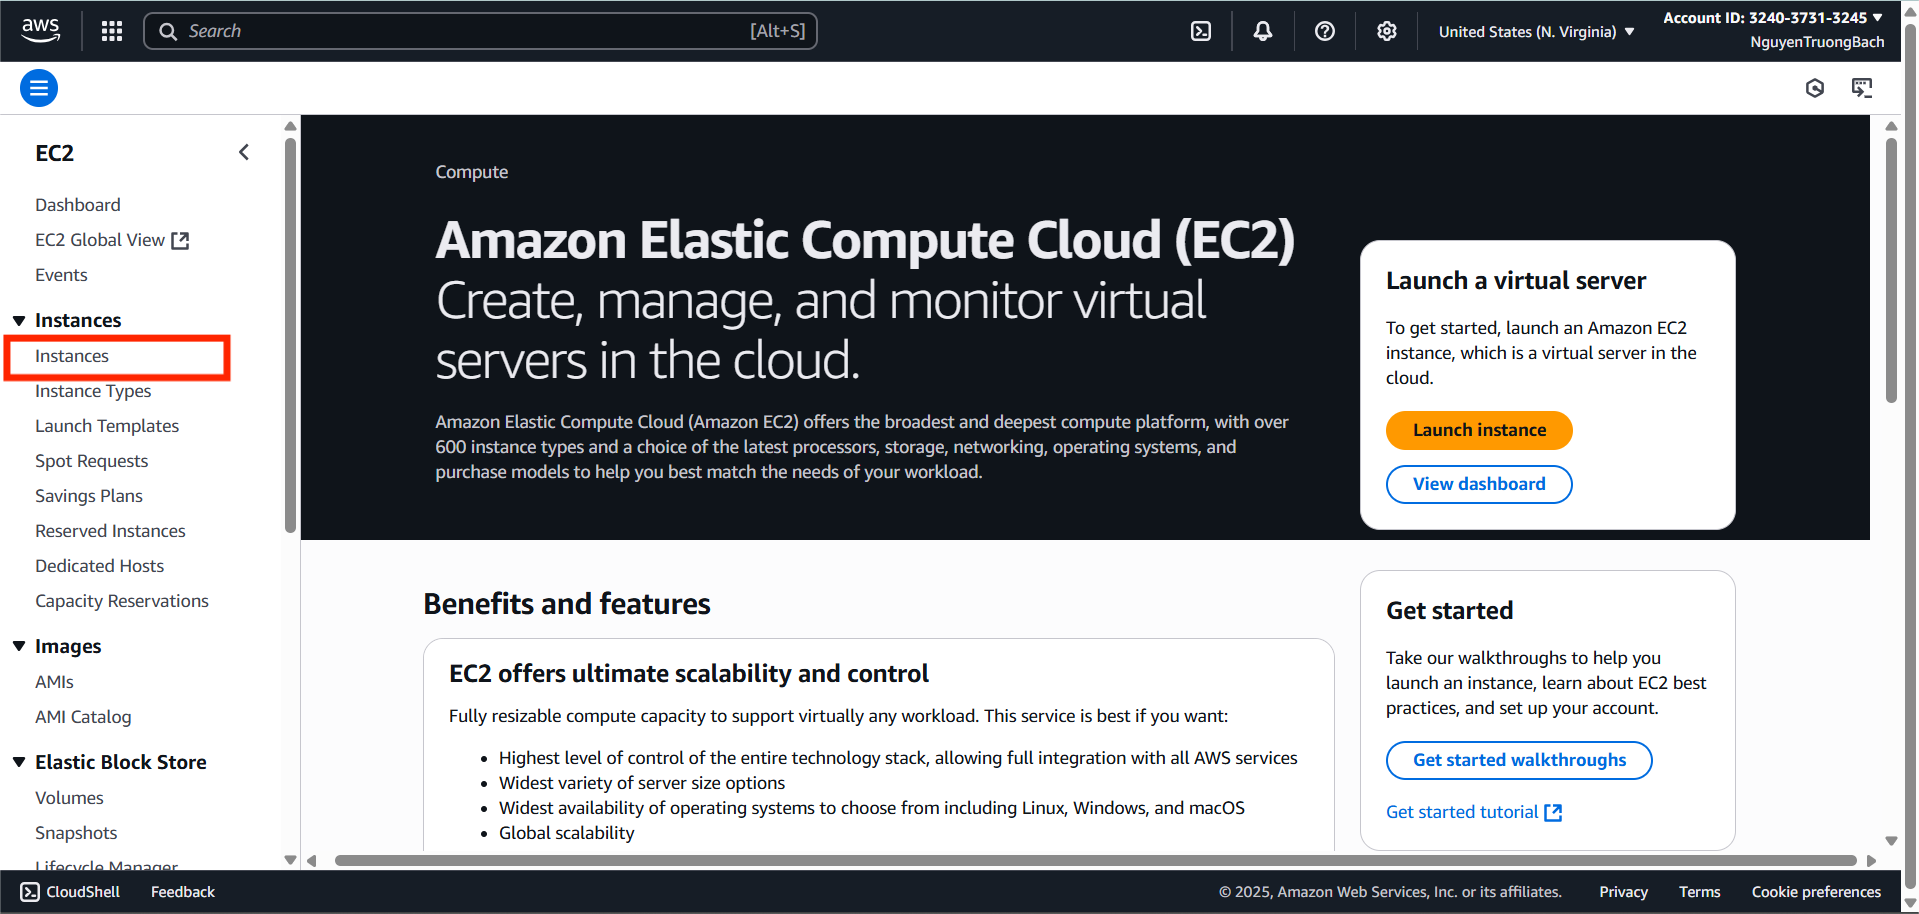 aws
Search
[Alt+S]
United States (N. Virginia)
Account ID: 3240-3731-3245
NguyenTruongBach
EC2
Dashboard
EC2 Global View
Events
Instances
Instances
Instance Types
Launch Templates
Spot Requests
Savings Plans
Reserved Instances
Dedicated Hosts
Capacity Reservations
Images
AMIs
AMI Catalog
Elastic Block Store
Volumes
Snapshots
Lifecycle Manager
Compute
Amazon Elastic Compute Cloud (EC2)
Create, manage, and monitor virtual
servers in the cloud.
Amazon Elastic Compute Cloud (Amazon EC2) offers the broadest and deepest compute platform, with over
600 instance types and a choice of the latest processors, storage, networking, operating systems, and
purchase models to help you best match the needs of your workload.
Launch a virtual server
To get started, launch an Amazon EC2
instance, which is a virtual server in the
cloud.
Launch instance
View dashboard
Benefits and features
EC2 offers ultimate scalability and control
Fully resizable compute capacity to support virtually any workload. This service is best if you want:
• Highest level of control of the entire technology stack, allowing full integration with all AWS services
• Widest variety of server size options
• Widest availability of operating systems to choose from including Linux, Windows, and macOS
• Global scalability
Get started
Take our walkthroughs to help you
launch an instance, learn about EC2 best
practices, and set up your account.
Get started walkthroughs
Get started tutorial
CloudShell
Feedback
© 2025, Amazon Web Services, Inc. or its affiliates.
Privacy
Terms
Cookie preferences